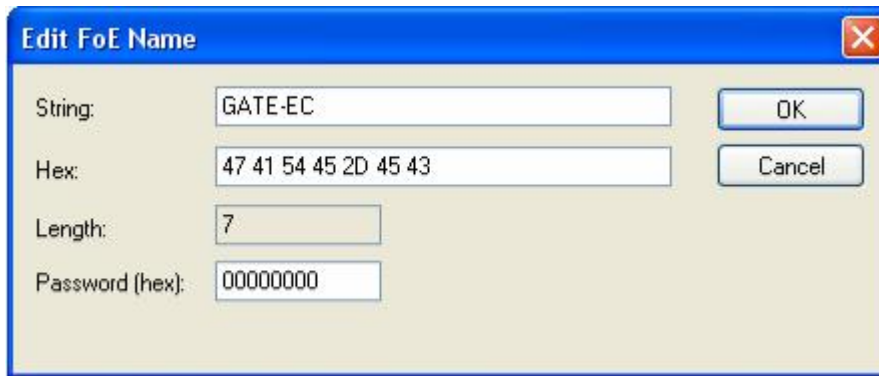 Edit FoE Name
String: GATE-EC OK
Hex: 47 41 54 45 2D 45 43 Cancel
Length: 7
Password (hex): 00000000